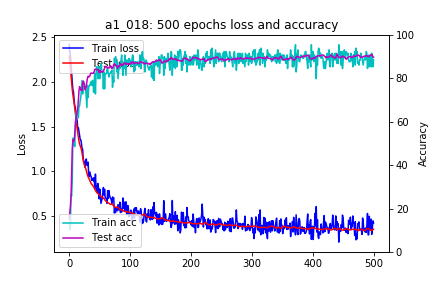 a1_018: 500 epochs loss and accuracy
2.5
2.0
1.5
1.0
0.5
Loss
100
80
60
40
20
0
Accuracy
Train loss
Test loss
Train acc
Test acc
0
100
200
300
400
500